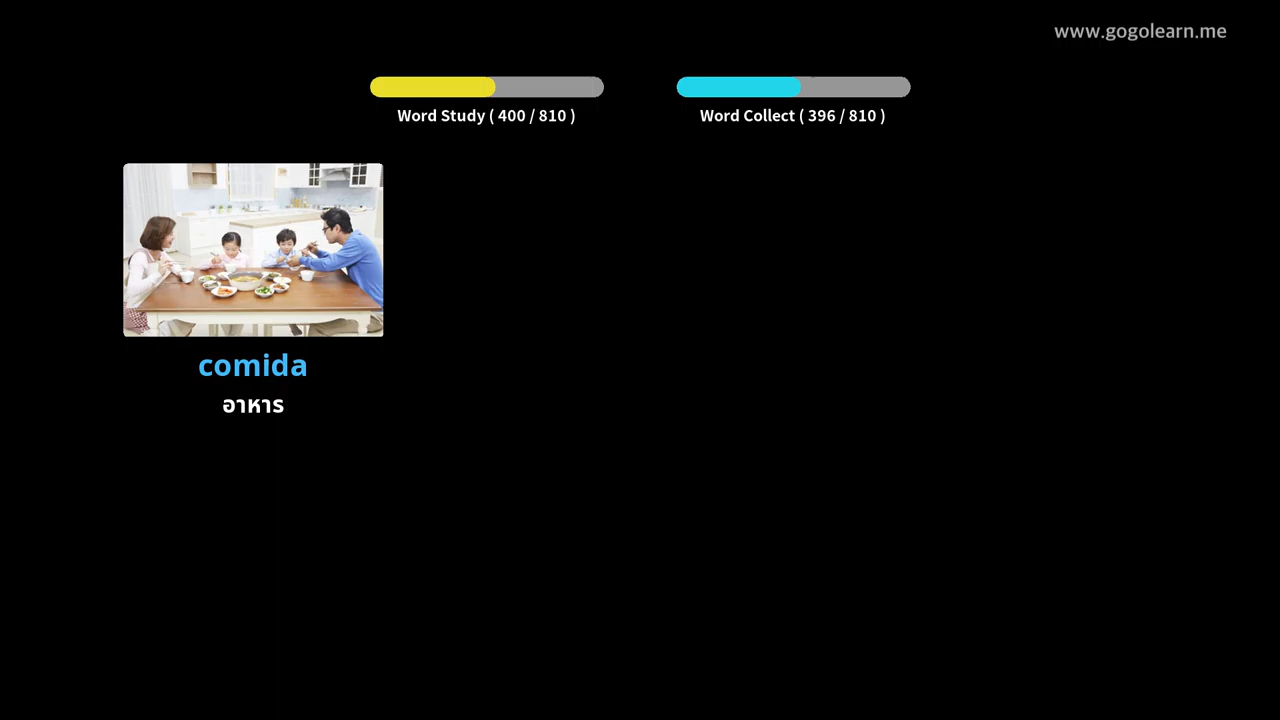 www.gogolearn.me
Word Study ( 400 / 810 )
Word Collect ( 396 / 810 )
comida
อาหาร